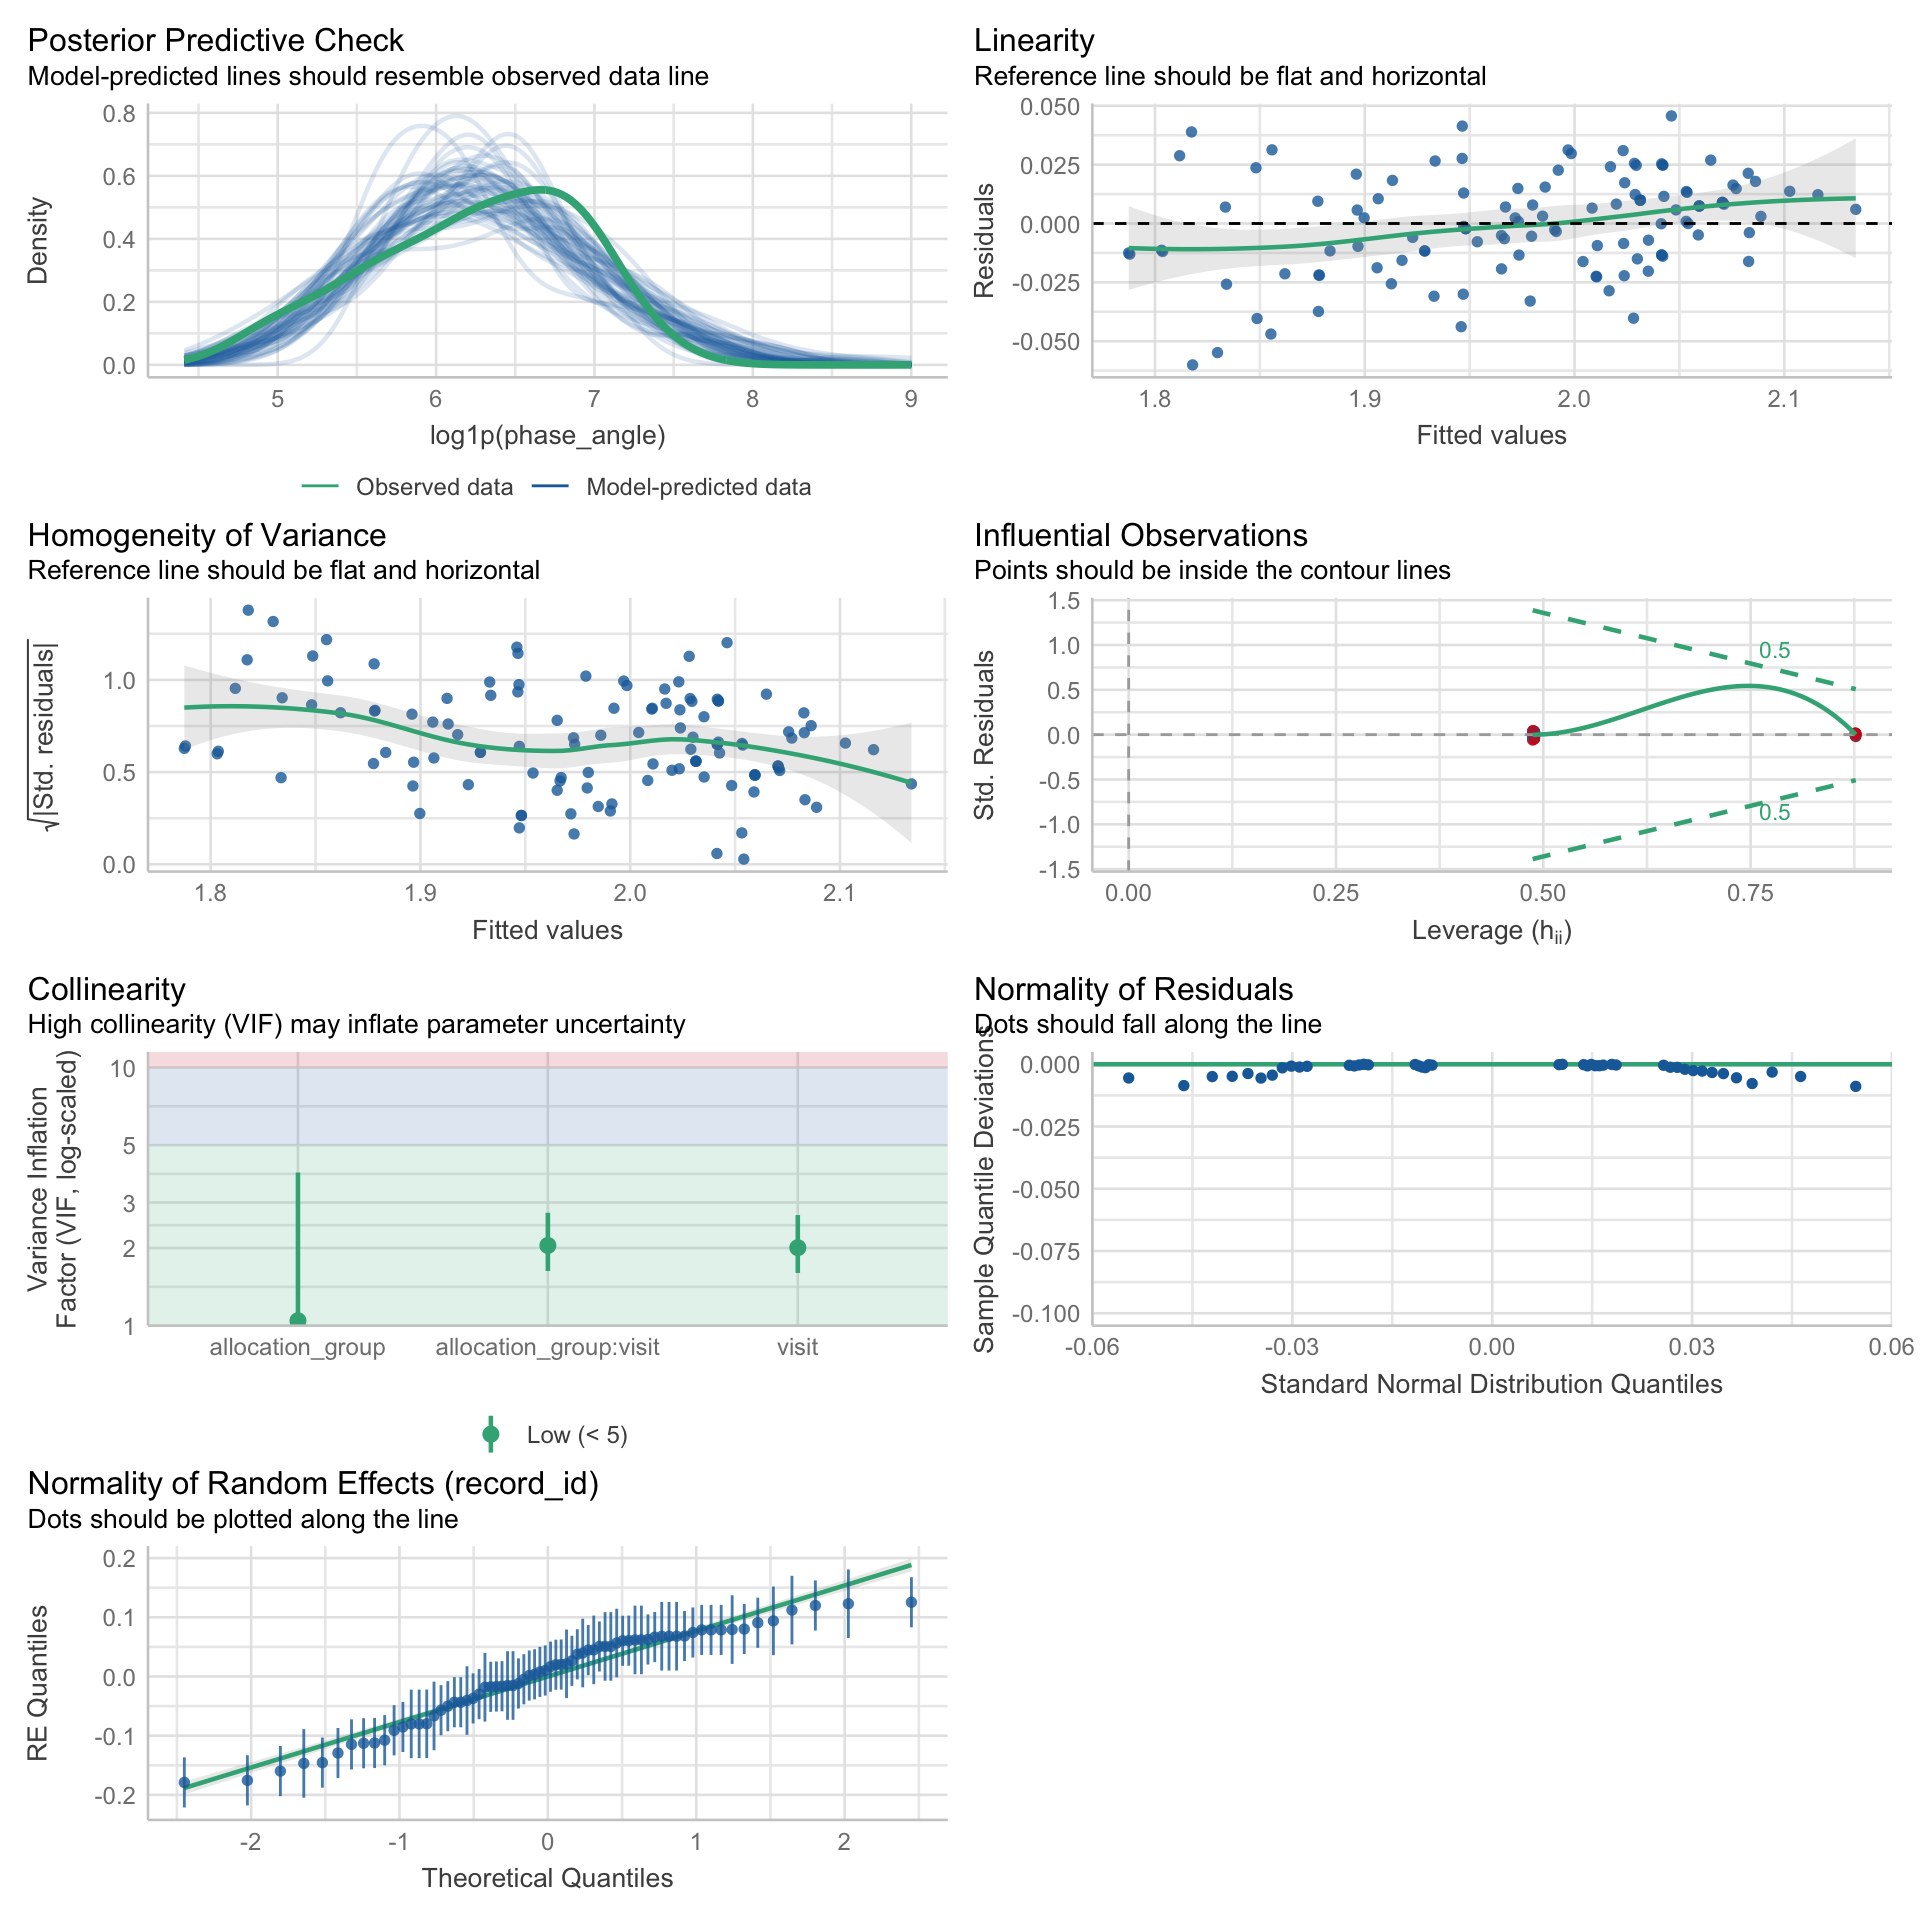 Posterior Predictive Check
Model-predicted lines should resemble observed data line
0.8
0.6
0.4
0.2
0.0
Density
5 6 7 8 9
log1p(phase_angle)
Observed data Model-predicted data
Linearity
Reference line should be flat and horizontal
0.050
0.025
0.000
-0.025
-0.050
Residuals
1.8 1.9 2.0 2.1
Fitted values
Homogeneity of Variance
Reference line should be flat and horizontal
1.0
0.5
0.0
√|Std. residuals|
1.8 1.9 2.0 2.1
Fitted values
Influential Observations
Points should be inside the contour lines
1.5
1.0
0.5
0.0
-0.5
-1.0
-1.5
Std. Residuals
0.5
0.5
0.00 0.25 0.50 0.75
Leverage (hii)
Collinearity
High collinearity (VIF) may inflate parameter uncertainty
10
5
3
2
1
Variance Inflation
Factor (VIF, log-scaled)
allocation_group allocation_group:visit visit
Low (< 5)
Normality of Residuals
Dots should fall along the line
0.000
-0.025
-0.050
-0.075
-0.100
Sample Quantile Deviations
-0.06 -0.03 0.00 0.03 0.06
Standard Normal Distribution Quantiles
Normality of Random Effects (record_id)
Dots should be plotted along the line
0.2
0.1
0.0
-0.1
-0.2
RE Quantiles
-2 -1 0 1 2
Theoretical Quantiles